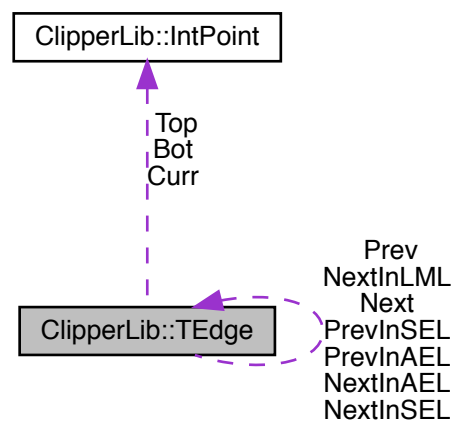 ClipperLib::IntPoint
Top
Bot
Curr
Prev
NextInLML
Next
PrevInSEL
PrevInAEL
NextInAEL
NextInSEL
ClipperLib::TEdge